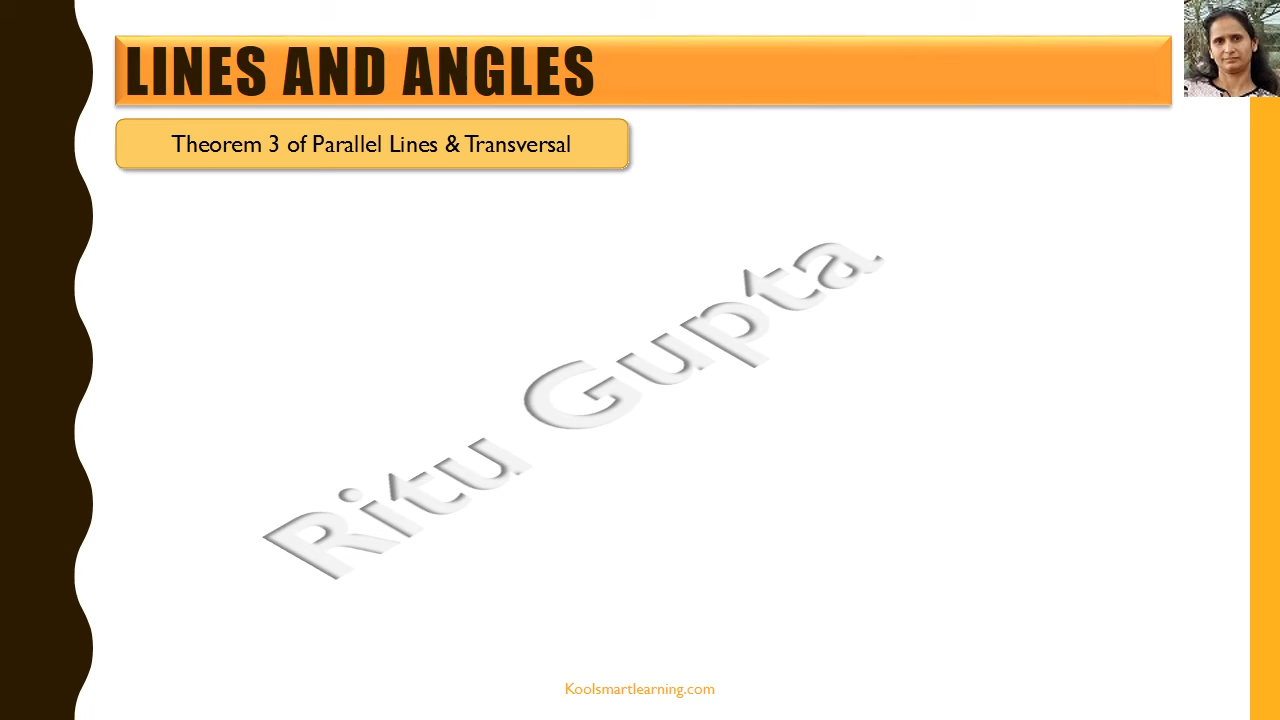 LINES AND ANGLES
Theorem 3 of Parallel Lines & Transversal
Ritu Gupta
Koolsmartlearning.com